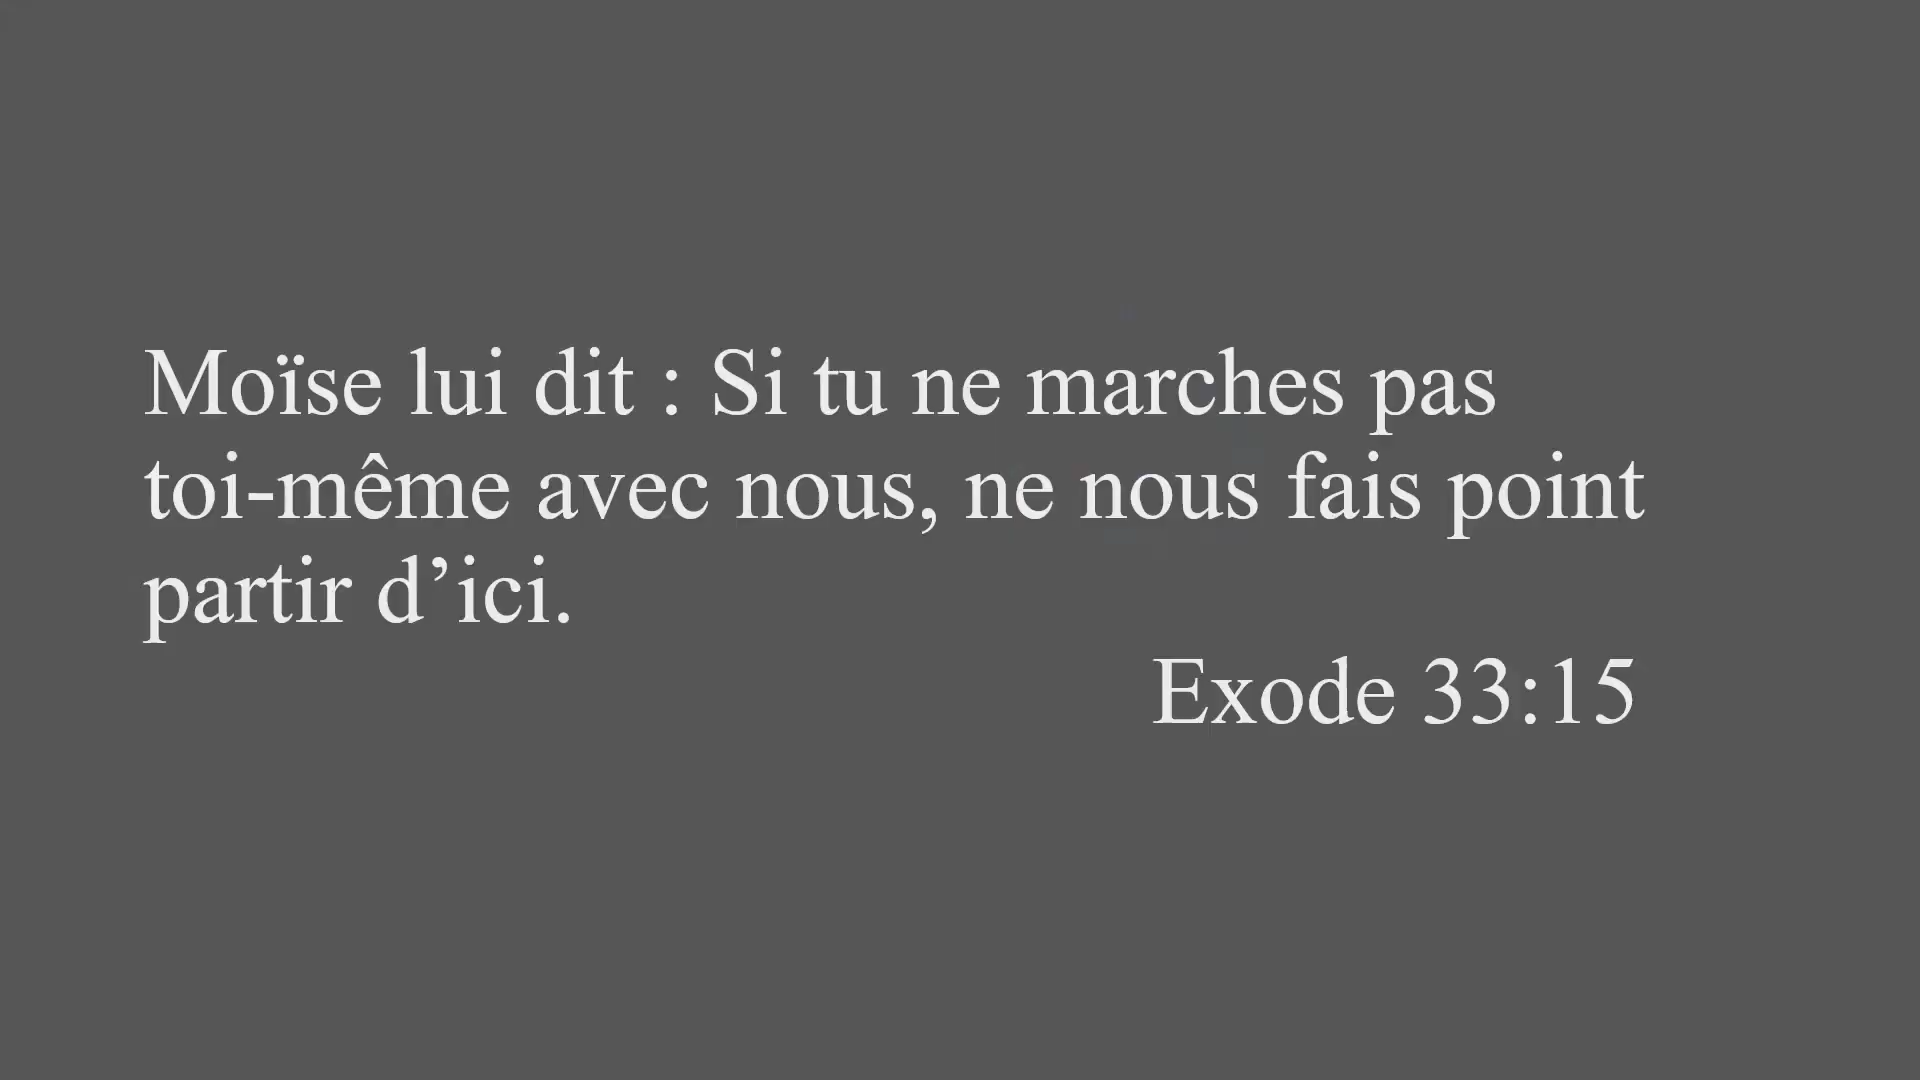 Moïse lui dit : Si tu ne marches pas
toi-même avec nous, ne nous fais point
partir d’ici.
Exode 33:15